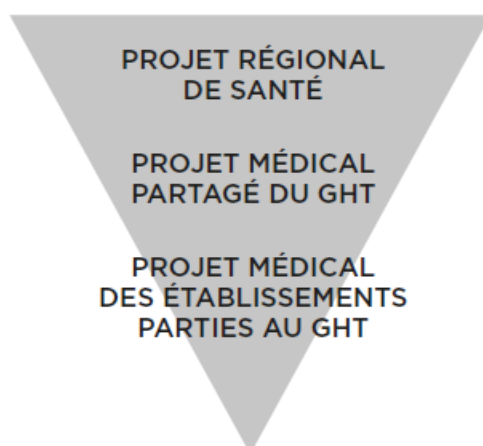 PROJET RÉGIONAL
DE SANTÉ
PROJET MÉDICAL
PARTAGÉ DU GHT
PROJET MÉDICAL
DES ÉTABLISSEMENTS
PARTIES AU GHT